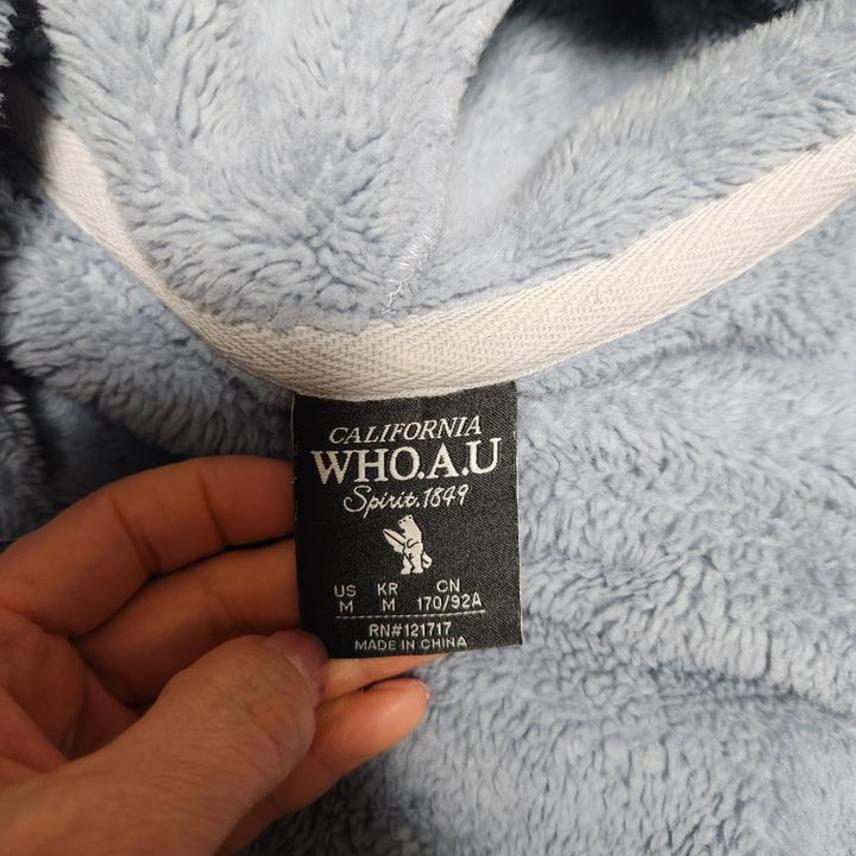 CALIFORNIA
WHO.A.U
Spirit.1849
US KR CN
M M 170/92A
RN#121717
MADE IN CHINA